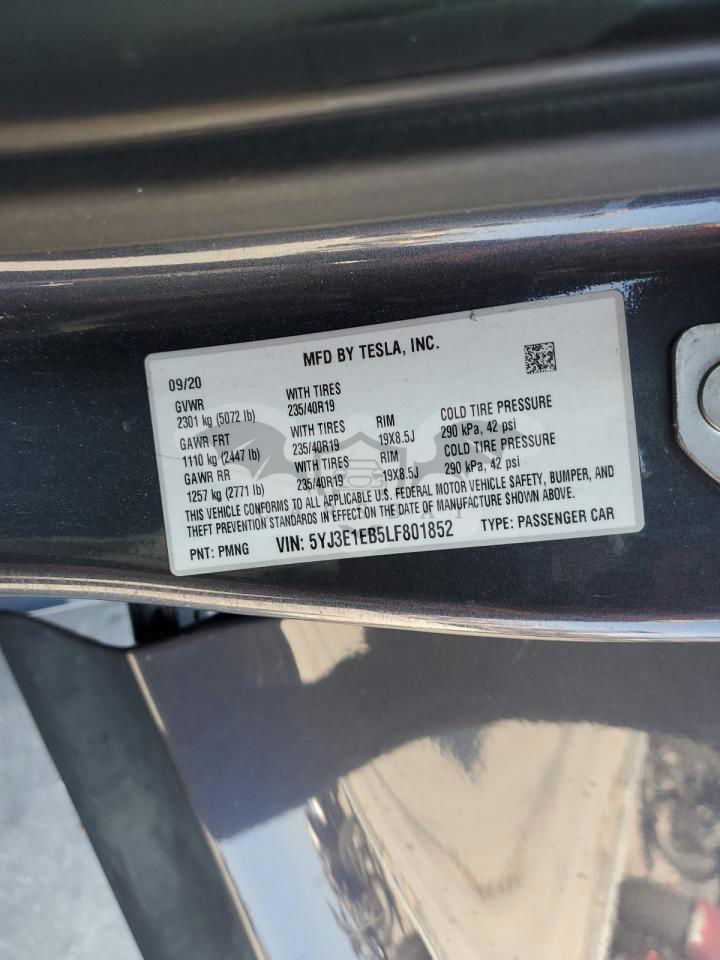 MFD BY TESLA, INC.
09/20
GVWR WITH TIRES
2301 kg (5072 lb) 235/40R19
GAWR FRT WITH TIRES RIM COLD TIRE PRESSURE
1110 kg (2447 lb) 235/40R19 19X8.5J 290 kPa, 42 psi
GAWR RR WITH TIRES RIM COLD TIRE PRESSURE
1257 kg (2771 lb) 235/40R19 19X8.5J 290 kPa, 42 psi
THIS VEHICLE CONFORMS TO ALL APPLICABLE U.S. FEDERAL MOTOR VEHICLE SAFETY, BUMPER, AND
THEFT PREVENTION STANDARDS IN EFFECT ON THE DATE OF MANUFACTURE SHOWN ABOVE.
PNT: PMNG VIN: 5YJ3E1EB5LF801852 TYPE: PASSENGER CAR